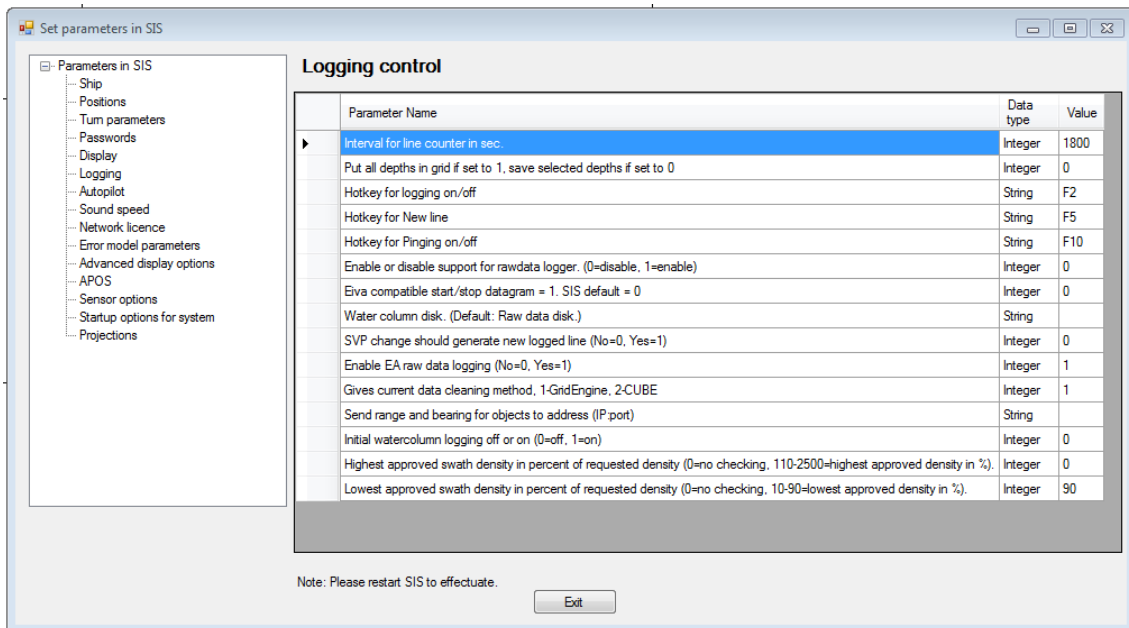 Set parameters in SIS
Parameters in SIS
Ship
Positions
Turn parameters
Passwords
Display
Logging
Autopilot
Sound speed
Network licence
Error model parameters
Advanced display options
APOS
Sensor options
Startup options for system
Projections
Logging control
Parameter Name Data type Value
Interval for line counter in sec. Integer 1800
Put all depths in grid if set to 1, save selected depths if set to 0 Integer 0
Hotkey for logging on/off String F2
Hotkey for New line String F5
Hotkey for Pinging on/off String F10
Enable or disable support for rawdata logger. (0=disable, 1=enable) Integer 0
Eiva compatible start/stop datagram = 1. SIS default = 0 Integer 0
Water column disk. (Default: Raw data disk.) String
SVP change should generate new logged line (No=0, Yes=1) Integer 0
Enable EA raw data logging (No=0, Yes=1) Integer 1
Gives current data cleaning method, 1-GridEngine, 2-CUBE Integer 1
Send range and bearing for objects to address (IP:port) String
Initial watercolumn logging off or on (0=off, 1=on) Integer 0
Highest approved swath density in percent of requested density (0=no checking, 110-2500=highest approved density in %). Integer 0
Lowest approved swath density in percent of requested density (0=no checking, 10-90=lowest approved density in %). Integer 90
Note: Please restart SIS to effectuate.
Exit